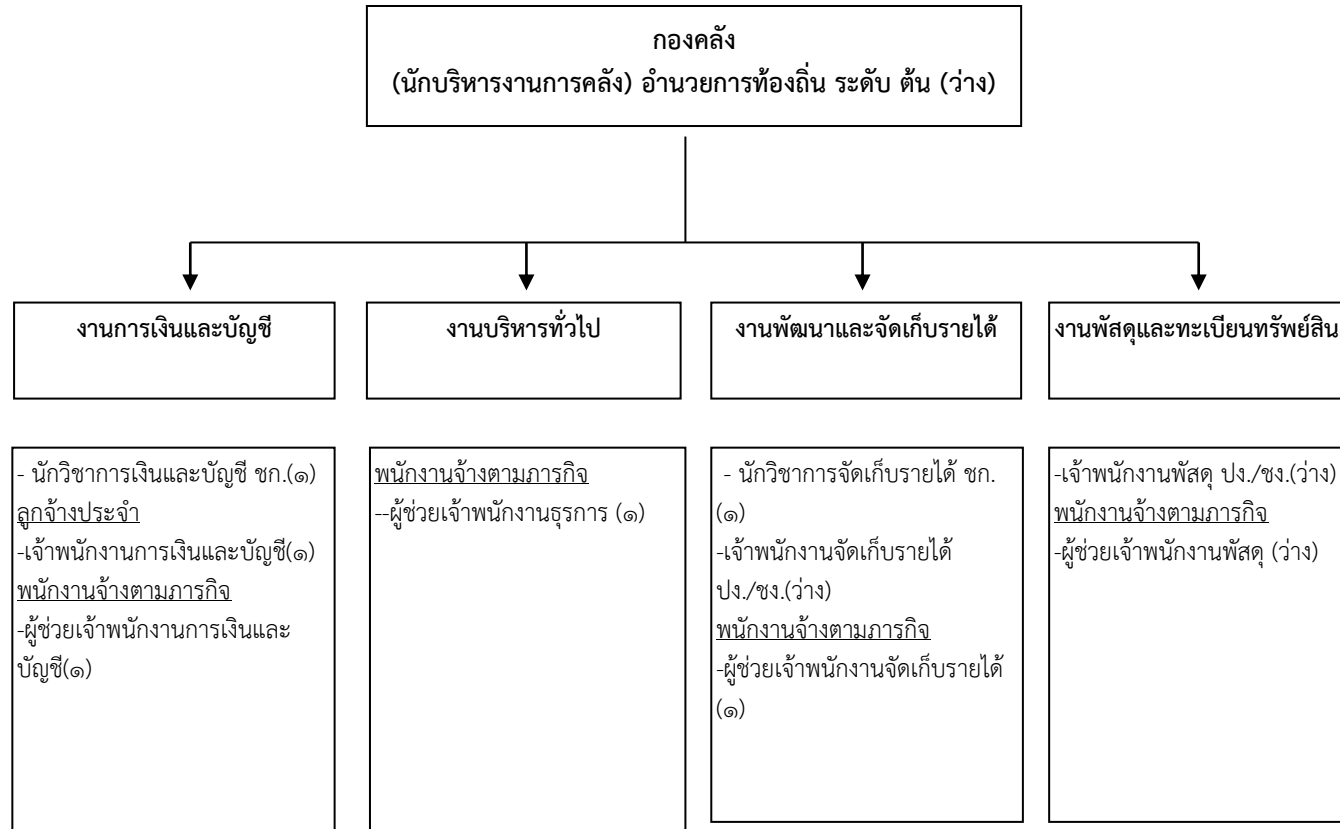 กองคลัง
(นักบริหารงานการคลัง) อำนวยการท้องถิ่น ระดับ ต้น (ว่าง)
งานการเงินและบัญชี
งานบริหารทั่วไป
งานพัฒนาและจัดเก็บรายได้
งานพัสดุและทะเบียนทรัพย์สิน
- นักวิชาการเงินและบัญชี ชก.(๑)
ลูกจ้างประจำ
-เจ้าพนักงานการเงินและบัญชี(๑)
พนักงานจ้างตามภารกิจ
-ผู้ช่วยเจ้าพนักงานการเงินและ
บัญชี(๑)
พนักงานจ้างตามภารกิจ
--ผู้ช่วยเจ้าพนักงานธุรการ (๑)
- นักวิชาการจัดเก็บรายได้ ชก.
(๑)
-เจ้าพนักงานจัดเก็บรายได้
ปง./ชง.(ว่าง)
พนักงานจ้างตามภารกิจ
-ผู้ช่วยเจ้าพนักงานจัดเก็บรายได้
(๑)
-เจ้าพนักงานพัสดุ ปง./ชง.(ว่าง)
พนักงานจ้างตามภารกิจ
-ผู้ช่วยเจ้าพนักงานพัสดุ (ว่าง)